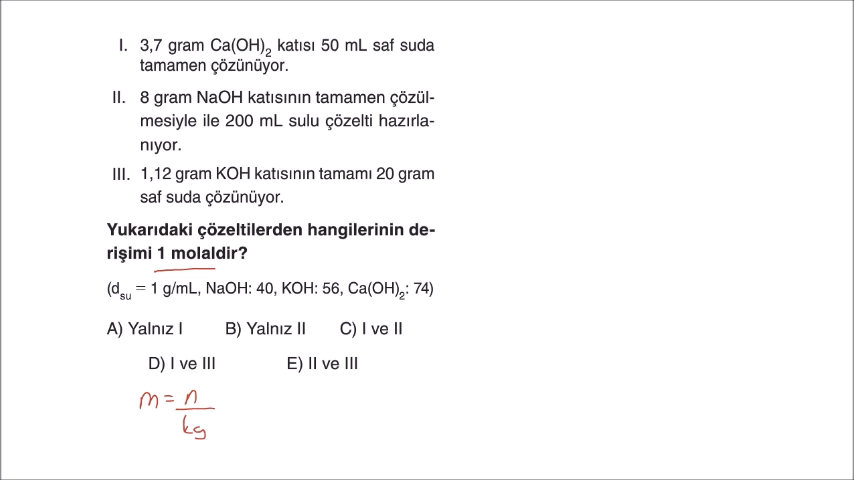 I. 3,7 gram Ca(OH)₂ katısı 50 mL saf suda
tamamen çözünüyor.
II. 8 gram NaOH katısının tamamen çözül-
mesiyle ile 200 mL sulu çözelti hazırla-
nıyor.
III. 1,12 gram KOH katısının tamamı 20 gram
saf suda çözünüyor.
Yukarıdaki çözeltilerden hangilerinin de-
rişimi 1 molaldir?
(d_su = 1 g/mL, NaOH: 40, KOH: 56, Ca(OH)₂: 74)
A) Yalnız I B) Yalnız II C) I ve II
D) I ve III E) II ve III
m = n
kg